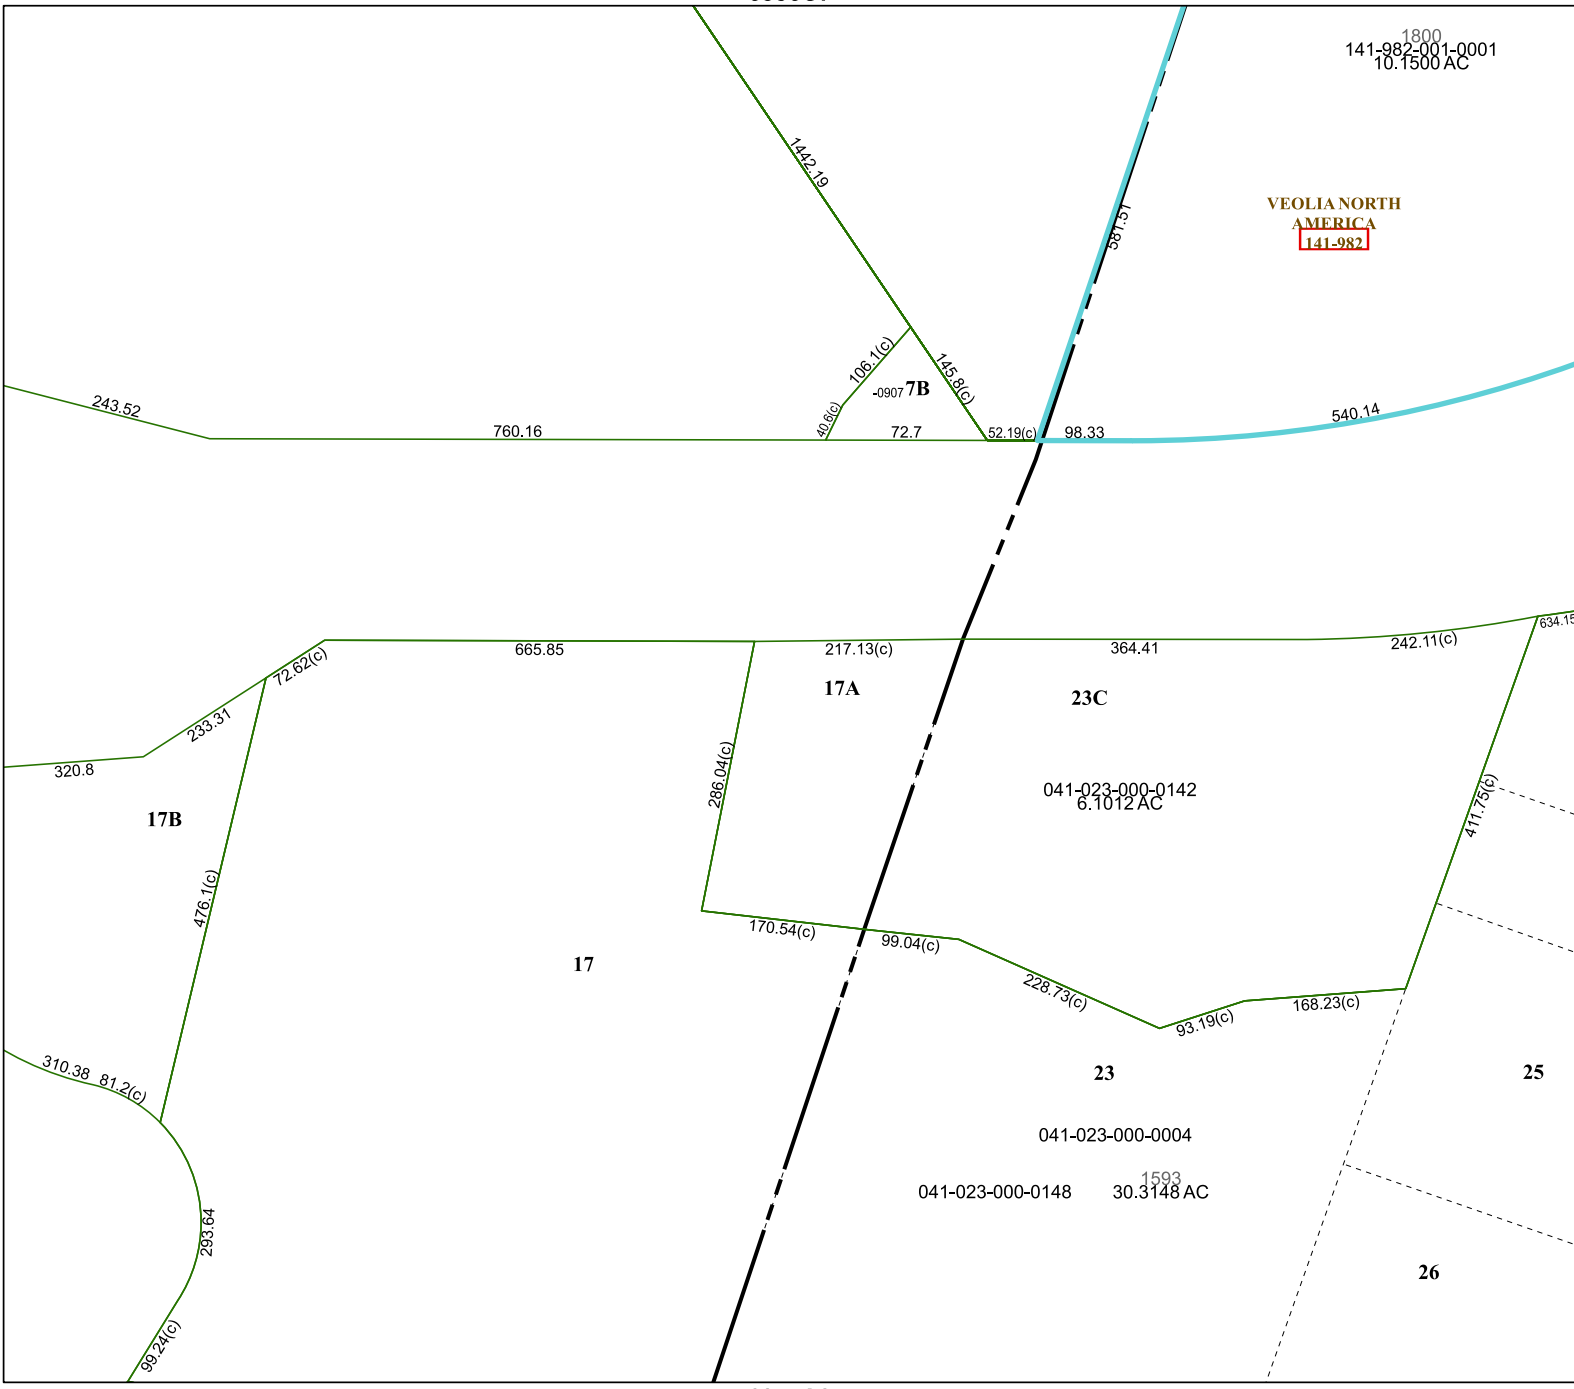 1800
141-982-001-0001
10.1500 AC
1442.19
VEOLIA NORTH
AMERICA
141-982
581.51
106.1(c)
145.8(c)
-0907 7B
243.52
40.6(c)
760.16
72.7
52.19(c)
98.33
540.14
634.15
72.62(c)
665.85
217.13(c)
364.41
242.11(c)
17A
23C
233.31
320.8
286.04(c)
041-023-000-0142
6.1012 AC
411.75(c)
17B
476.1(c)
170.54(c)
99.04(c)
17
228.73(c)
168.23(c)
93.19(c)
310.38
81.2(c)
23
25
041-023-000-0004
1593
041-023-000-0148
30.3148 AC
293.64
26
99.24(c)